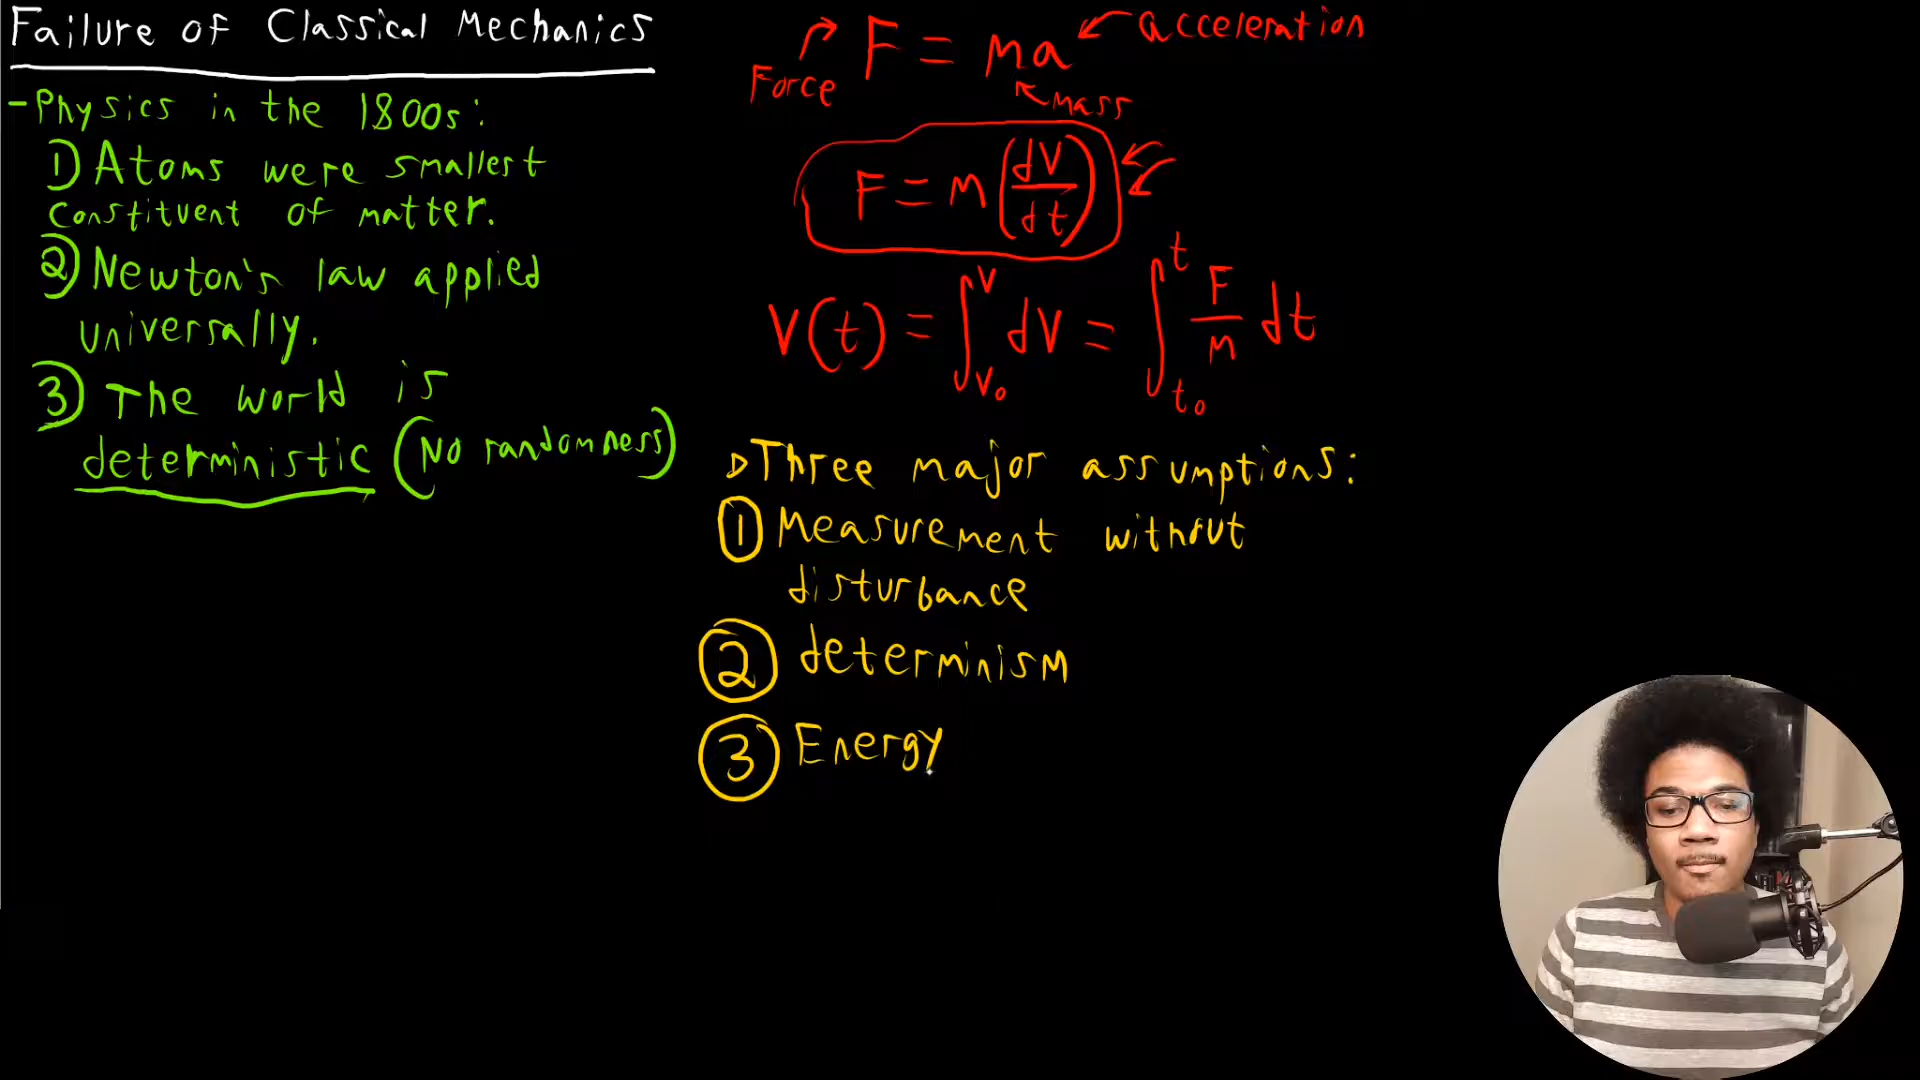 Failure of Classical Mechanics
-Physics in the 1800s:
1) Atoms were smallest
constituent of matter.
2) Newton's law applied
universally.
3) The world is
deterministic (No randomness)
F = ma
acceleration
Force
mass
F = m(dV/dt)
V(t) = ∫_{V₀}^{V} dV = ∫_{t₀}^{t} F/m dt
▷Three major assumptions:
① Measurement without
disturbance
② determinism
③ Energy